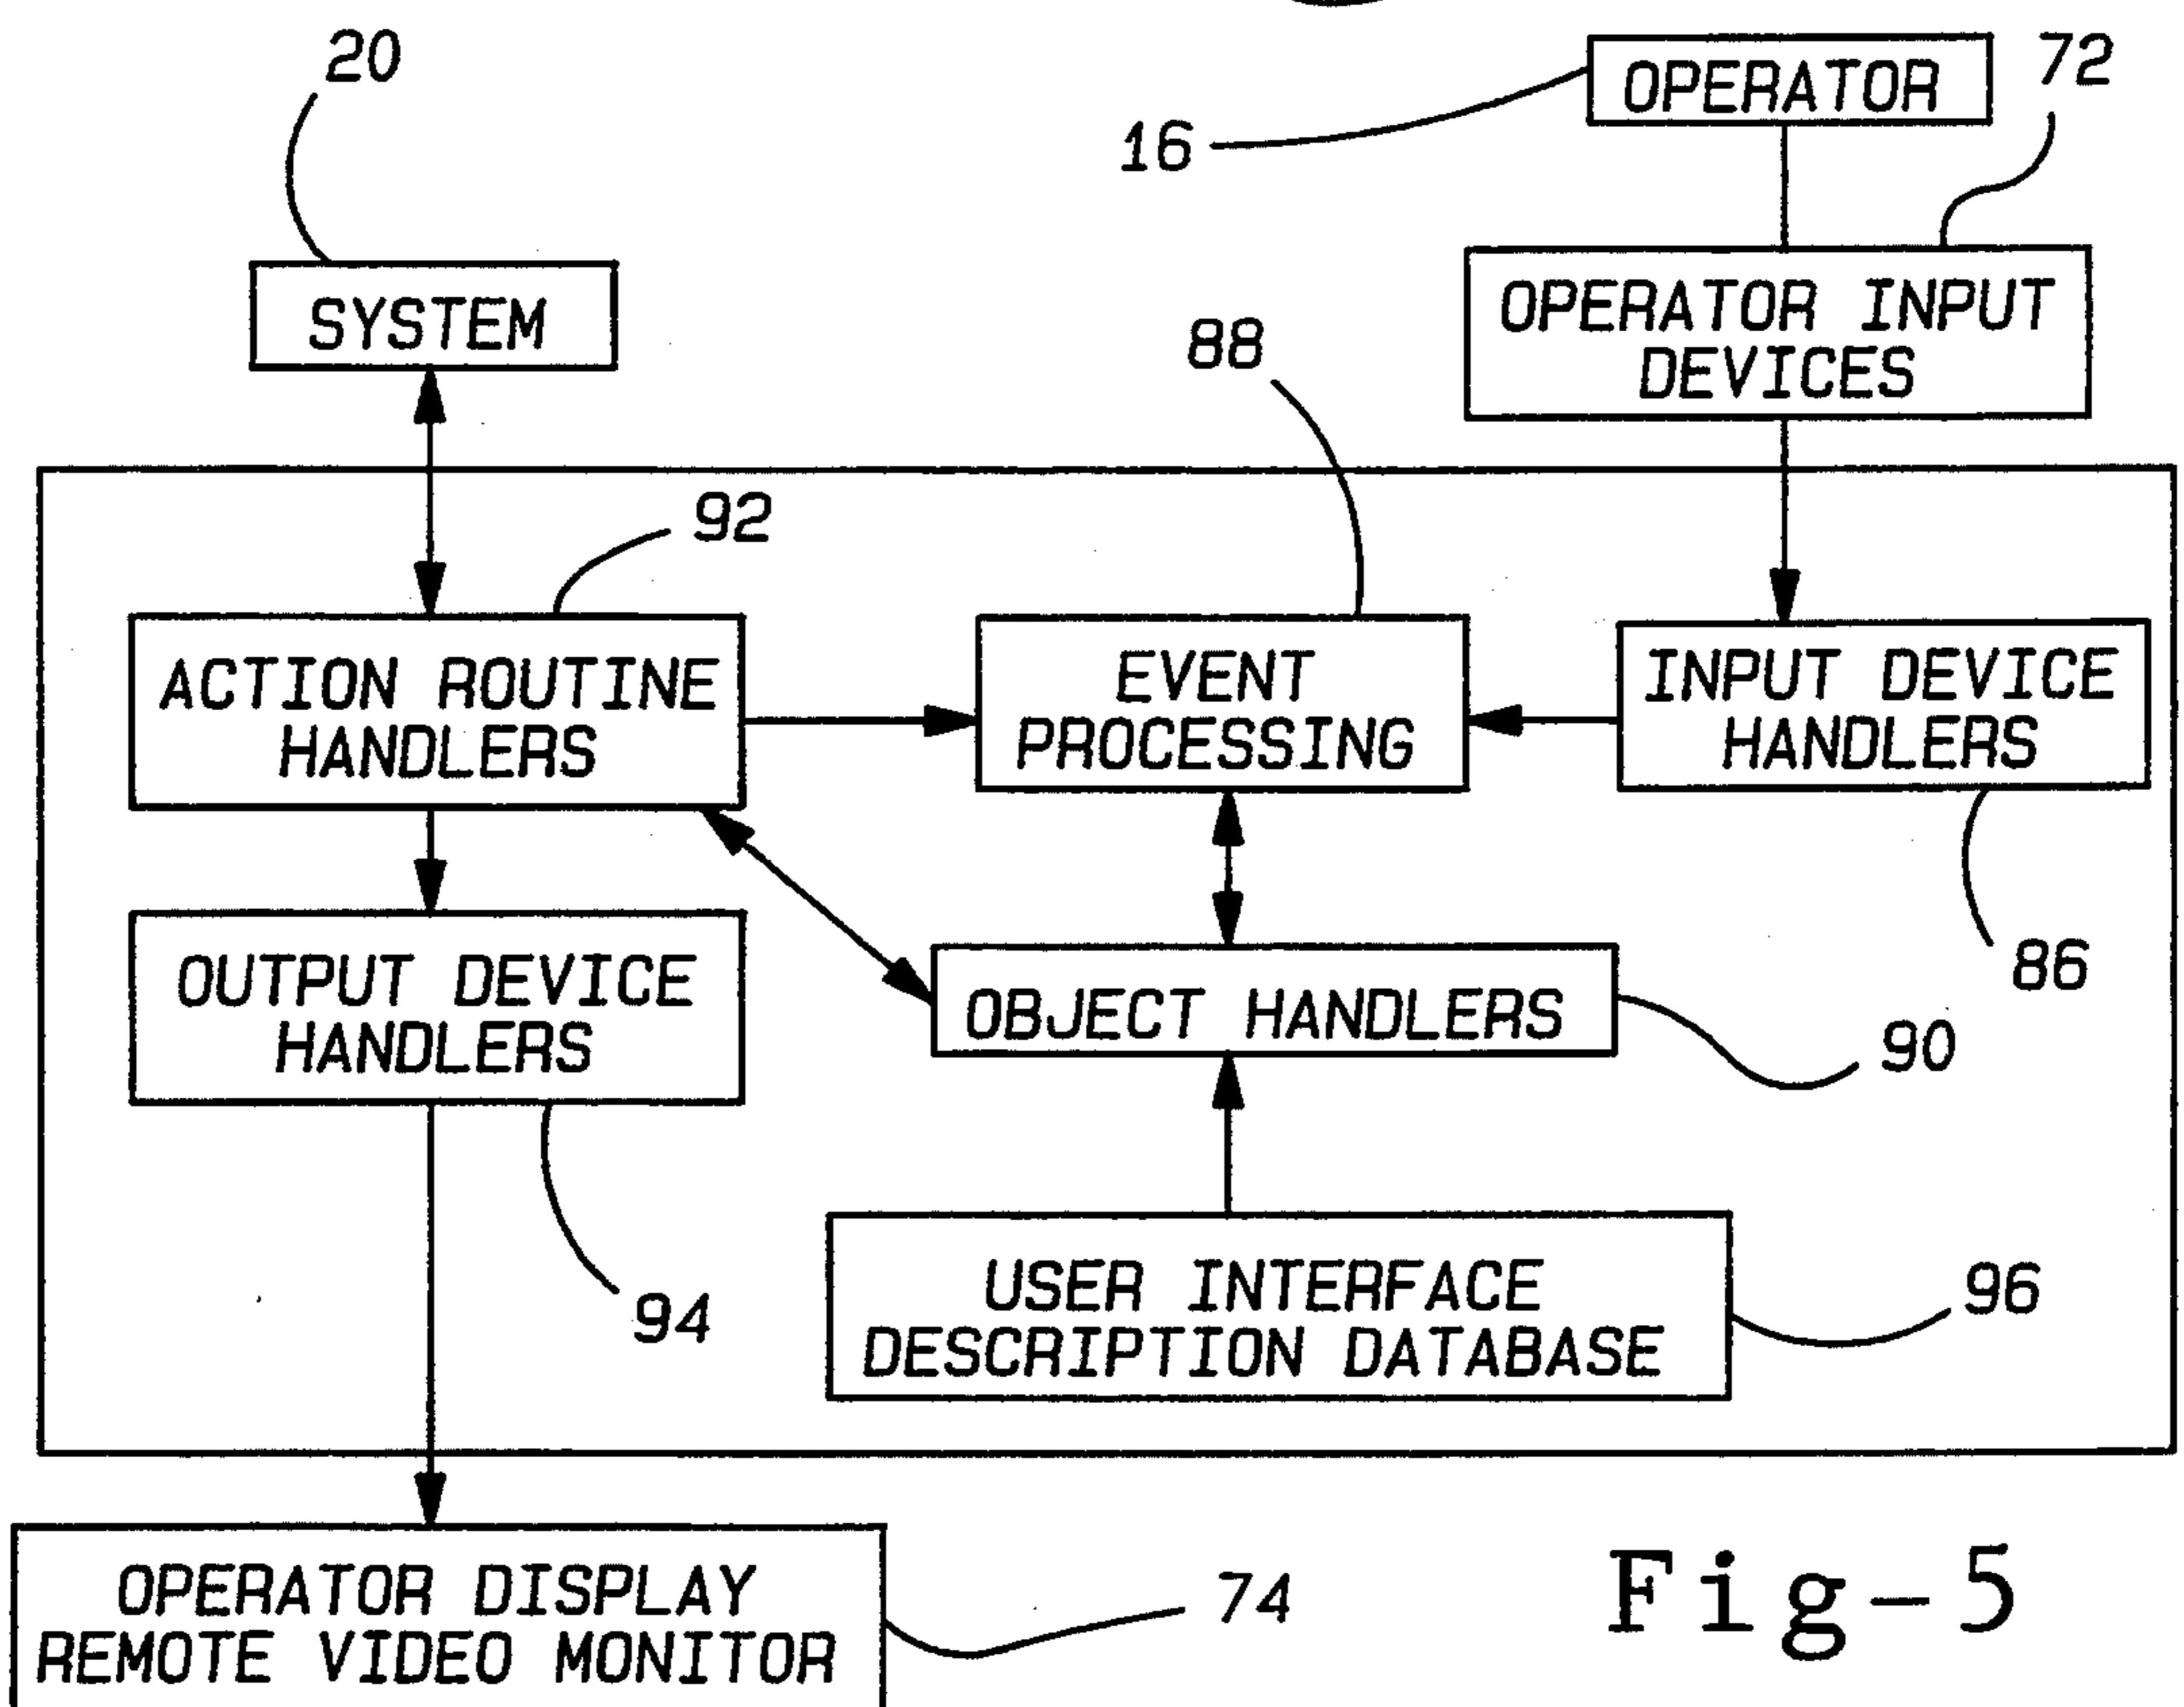 20
OPERATOR
72
16
SYSTEM
OPERATOR INPUT
DEVICES
88
92
ACTION ROUTINE
HANDLERS
EVENT
PROCESSING
INPUT DEVICE
HANDLERS
OUTPUT DEVICE
HANDLERS
OBJECT HANDLERS
86
90
USER INTERFACE
DESCRIPTION DATABASE
96
94
OPERATOR DISPLAY
REMOTE VIDEO MONITOR
74
Fig-5